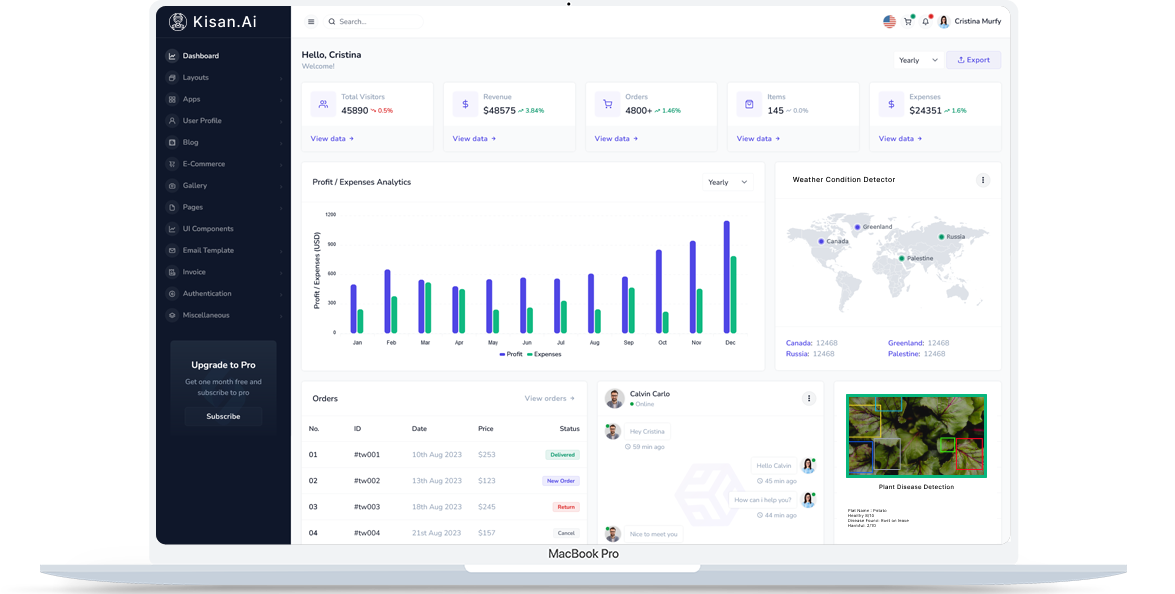 Kisan.Ai
Search...
Cristina Murfy
Dashboard
Layouts
Apps
User Profile
Blog
E-Commerce
Gallery
Pages
UI Components
Email Template
Invoice
Authentication
Miscellaneous
Upgrade to Pro
Get one month free and
subscribe to pro
Subscribe
Hello, Cristina
Welcome!
Yearly
Export
Total Visitors
45890 0.5%
View data
Revenue
$48575 3.84%
View data
Orders
4800+ 1.46%
View data
Items
145 0.0%
View data
Expenses
$24351 1.6%
View data
Profit / Expenses Analytics
Yearly
Profit / Expenses (USD)
1200
900
600
300
0
Jan Feb Mar Apr May Jun Jul Aug Sep Oct Nov Dec
Profit Expenses
Weather Condition Detector
Greenland
Canada
Russia
Palestine
Canada: 12468 Greenland: 12468
Russia: 12468 Palestine: 12468
Orders
View orders
No. ID Date Price Status
01 #tw001 10th Aug 2023 $253 Delivered
02 #tw002 13th Aug 2023 $123 New Order
03 #tw003 18th Aug 2023 $245 Return
04 #tw004 21st Aug 2023 $157 Cancel
Calvin Carlo
Online
Hey Cristina
59 min ago
Hello Calvin
45 min ago
How can i help you?
44 min ago
Nice to meet you
Plant Disease Detection
Healthy 8/10
MacBook Pro